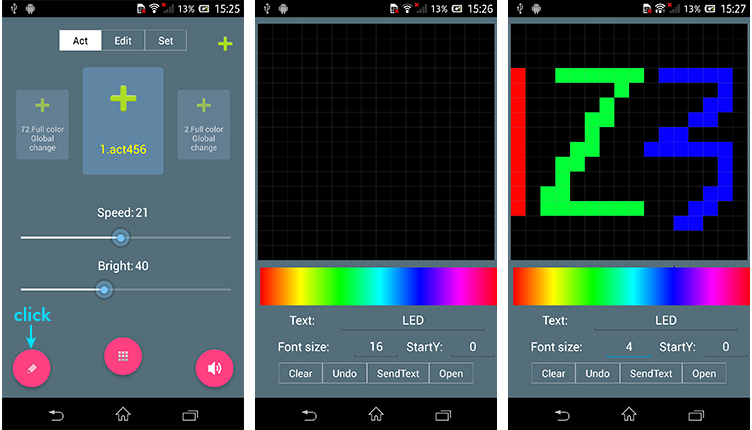 13% 15:25
Act Edit Set
72.Full color
Global
change
1.act456
2.Full color
Global
change
Speed:21
Bright:40
click
13% 15:26
Text: LED
Font size: 16 StartY: 0
Clear Undo SendText Open
13% 15:27
Text: LED
Font size: 4 StartY: 0
Clear Undo SendText Open